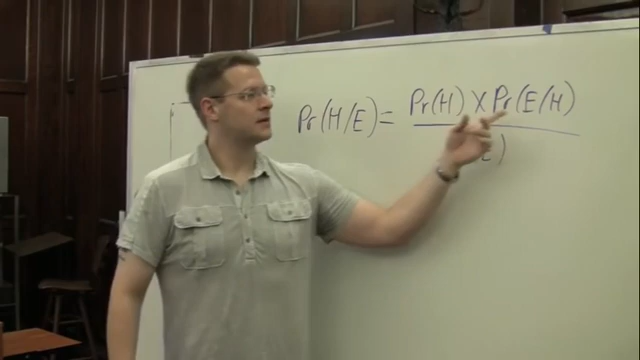 Pr(H/E) = Pr(H) X Pr(E/H)
E)